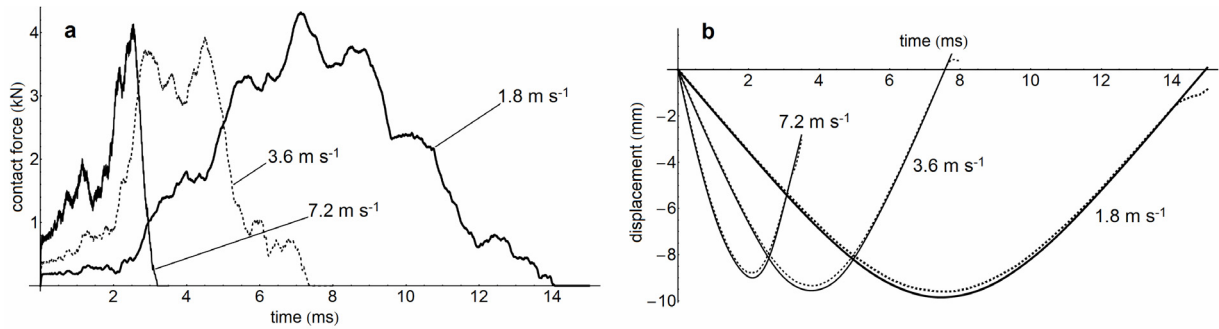 a
4
3
2
1
contact force (kN)
1.8 m s⁻¹
3.6 m s⁻¹
7.2 m s⁻¹
2 4 6 8 10 12 14
time (ms)
b
time (ms)
2 4 6 8 10 12 14
−2
−4
−6
−8
−10
displacement (mm)
7.2 m s⁻¹
3.6 m s⁻¹
1.8 m s⁻¹